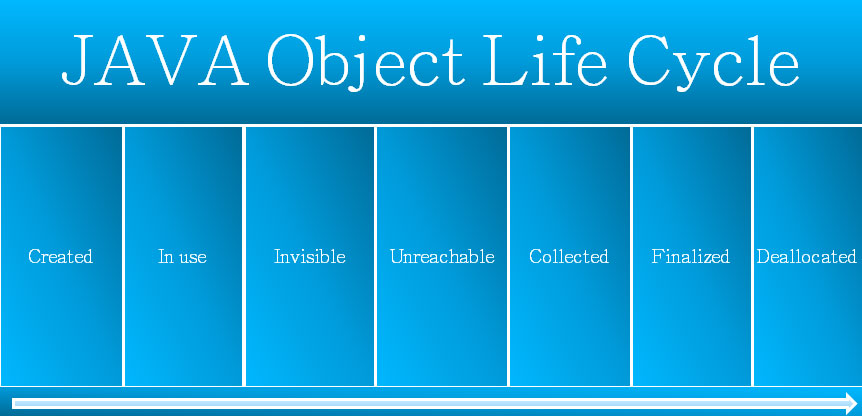 JAVA Object Life Cycle
Created
In use
Invisible
Unreachable
Collected
Finalized
Deallocated